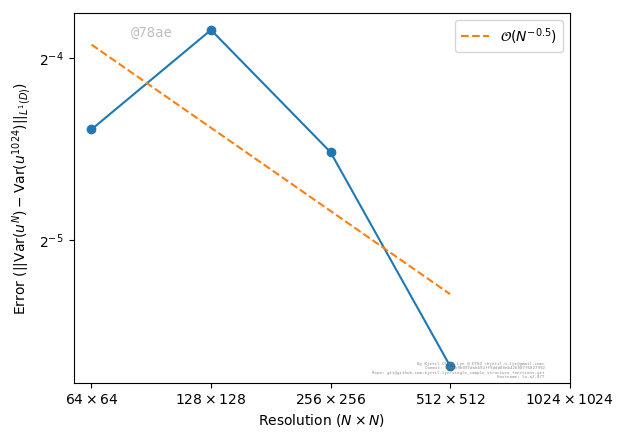 @78ae
𝒪(N^−0.5)
2^−4
2^−5
Error (||Var(u^N) − Var(u^1024)||_L^1(D))
64 × 64 128 × 128 256 × 256 512 × 512 1024 × 1024
Resolution (N × N)